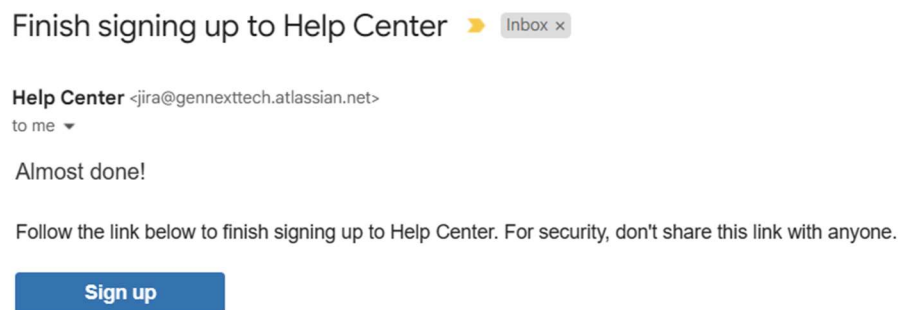 Finish signing up to Help Center Inbox ×
Help Center <jira@gennexttech.atlassian.net>
to me
Almost done!
Follow the link below to finish signing up to Help Center. For security, don't share this link with anyone.
Sign up